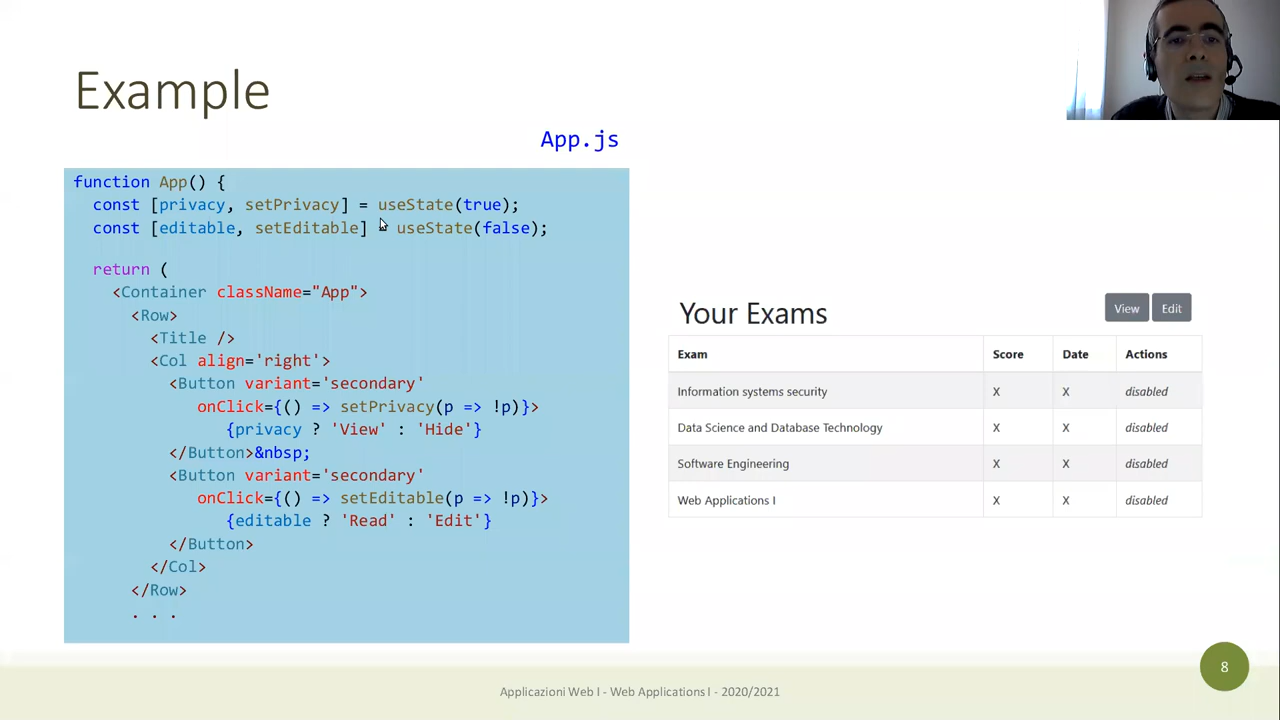 Example
App.js
function App() {
const [privacy, setPrivacy] = useState(true);
const [editable, setEditable] = useState(false);
return (
<Container className="App">
<Row>
<Title />
<Col align='right'>
<Button variant='secondary'
onClick={() => setPrivacy(p => !p)}>
{privacy ? 'View' : 'Hide'}
</Button>&nbsp;
<Button variant='secondary'
onClick={() => setEditable(p => !p)}>
{editable ? 'Read' : 'Edit'}
</Button>
</Col>
</Row>
. . .
Your Exams View Edit
Exam Score Date Actions
Information systems security X X disabled
Data Science and Database Technology X X disabled
Software Engineering X X disabled
Web Applications I X X disabled
8
Applicazioni Web I - Web Applications I - 2020/2021